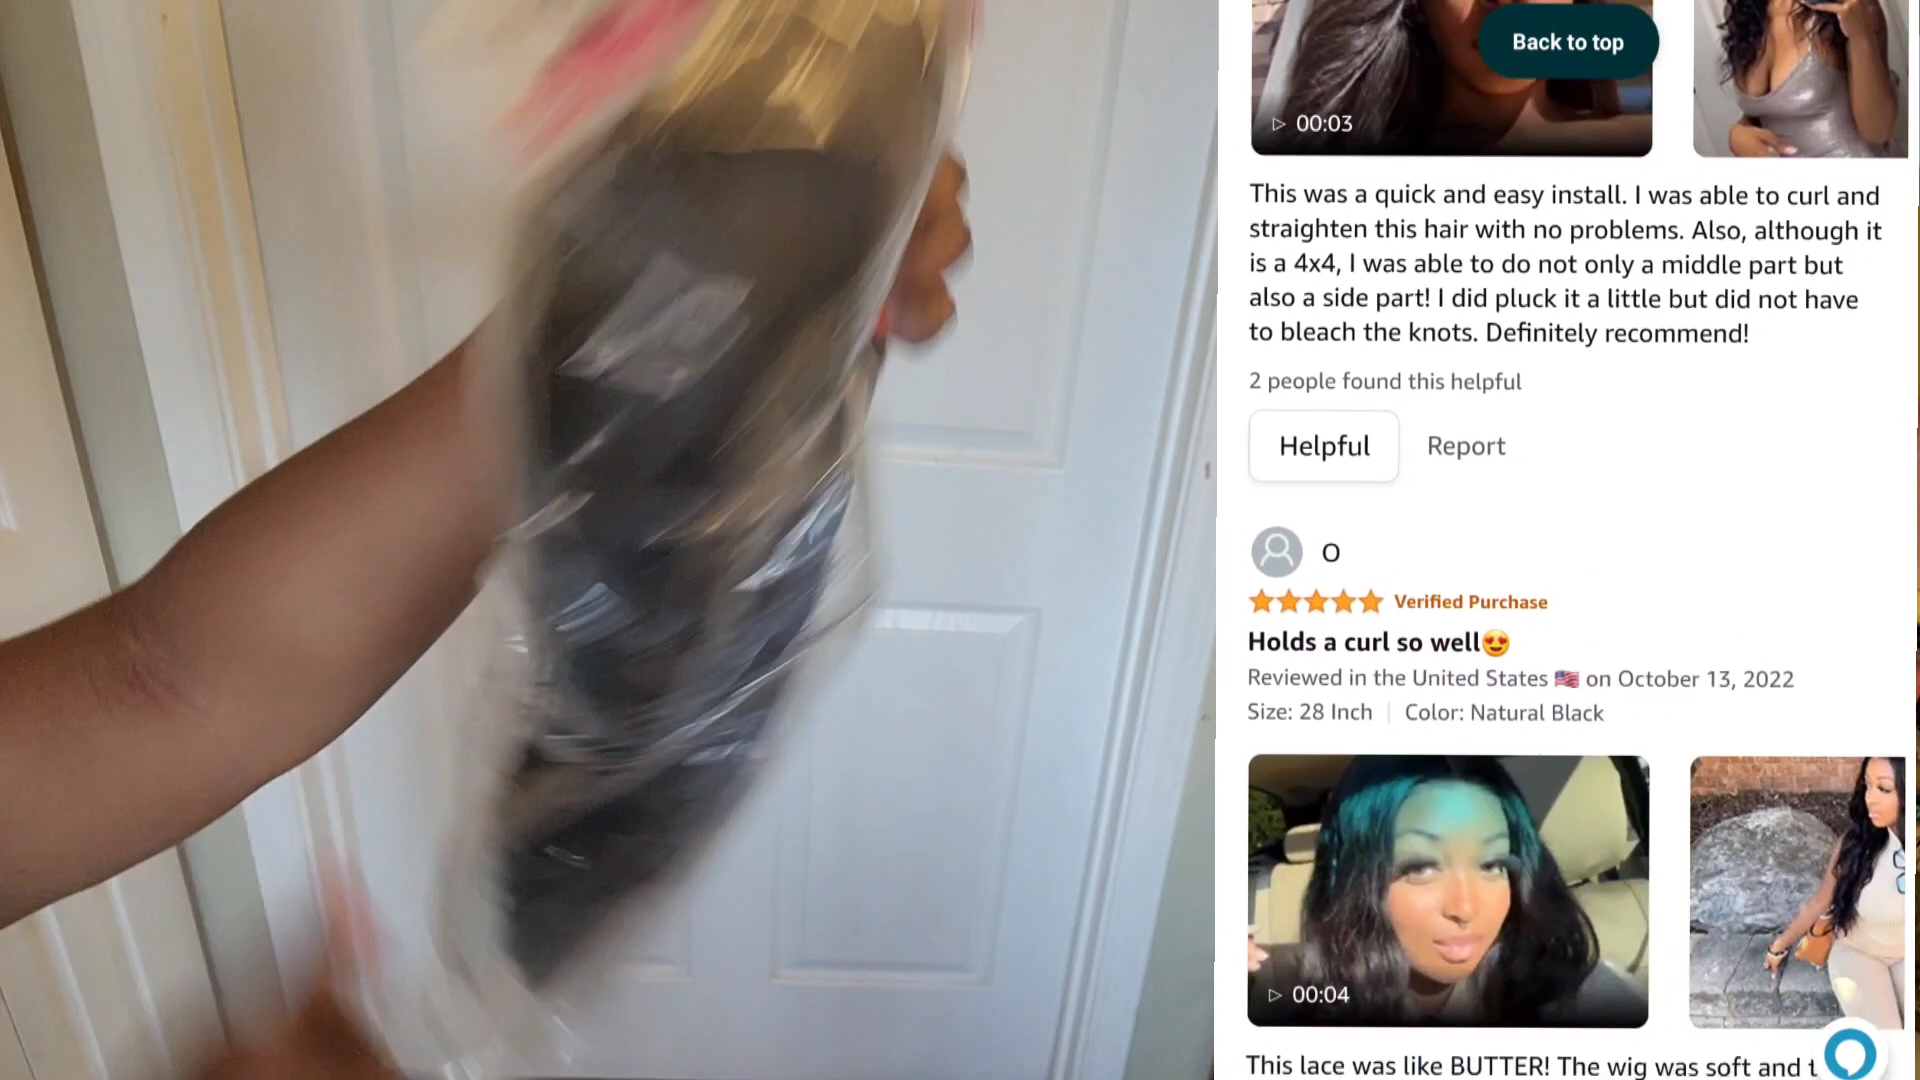 Back to top
00:03
This was a quick and easy install. I was able to curl and
straighten this hair with no problems. Also, although it
is a 4x4, I was able to do not only a middle part but
also a side part! I did pluck it a little but did not have
to bleach the knots. Definitely recommend!
2 people found this helpful
Helpful
Report
O
Verified Purchase
Holds a curl so well😍
Reviewed in the United States 🇺🇸 on October 13, 2022
Size: 28 Inch | Color: Natural Black
00:04
This lace was like BUTTER! The wig was soft and t